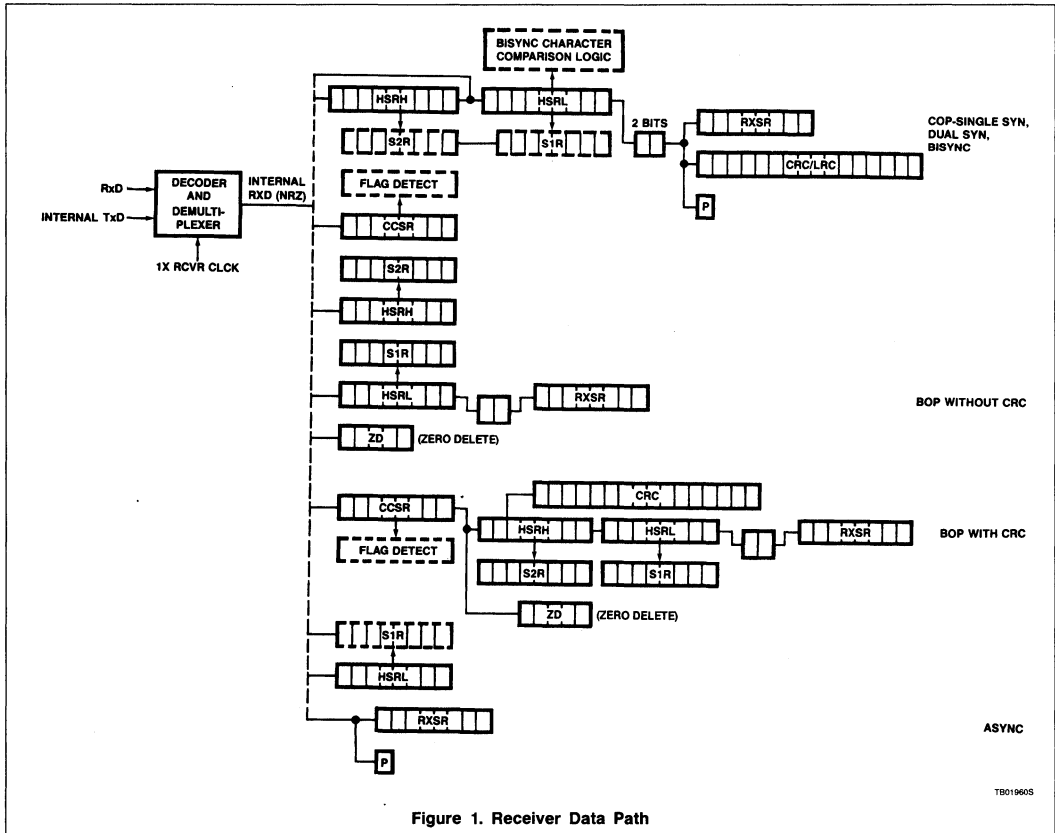 BISYNC CHARACTER
COMPARISON LOGIC
HSRH
HSRL
2 BITS
RXSR
COP-SINGLE SYN,
DUAL SYN,
BISYNC
S2R
S1R
CRC/LRC
P
RxD
INTERNAL TxD
DECODER
AND
DEMULTI-
PLEXER
INTERNAL
RXD (NRZ)
1X RCVR CLCK
FLAG DETECT
CCSR
S2R
HSRH
S1R
HSRL
RXSR
BOP WITHOUT CRC
ZD
(ZERO DELETE)
CRC
CCSR
HSRH
HSRL
RXSR
BOP WITH CRC
FLAG DETECT
S2R
S1R
ZD
(ZERO DELETE)
S1R
HSRL
RXSR
ASYNC
P
TB01960S
Figure 1. Receiver Data Path